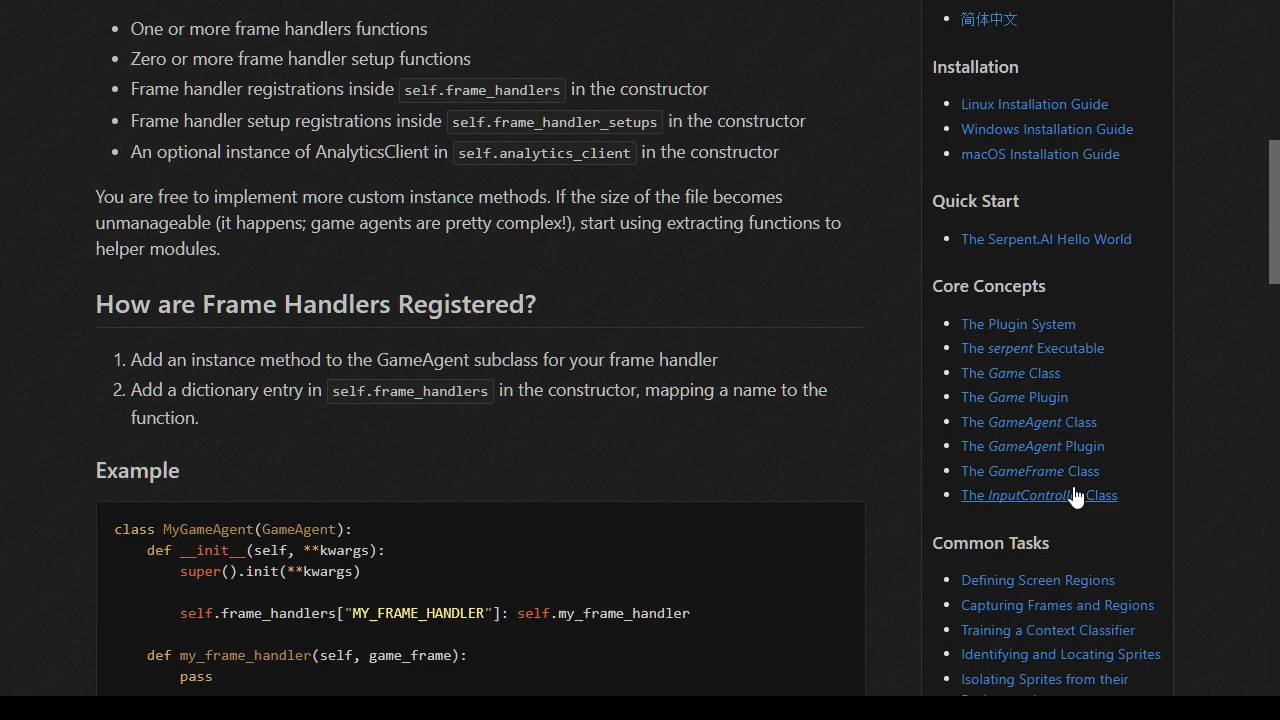 One or more frame handlers functions
Zero or more frame handler setup functions
Frame handler registrations inside self.frame_handlers in the constructor
Frame handler setup registrations inside self.frame_handler_setups in the constructor
An optional instance of AnalyticsClient in self.analytics_client in the constructor
You are free to implement more custom instance methods. If the size of the file becomes
unmanageable (it happens; game agents are pretty complex!), start using extracting functions to
helper modules.
How are Frame Handlers Registered?
1. Add an instance method to the GameAgent subclass for your frame handler
2. Add a dictionary entry in self.frame_handlers in the constructor, mapping a name to the
function.
Example
class MyGameAgent(GameAgent):
def __init__(self, **kwargs):
super().init(**kwargs)
self.frame_handlers["MY_FRAME_HANDLER"]: self.my_frame_handler
def my_frame_handler(self, game_frame):
pass
简体中文
Installation
Linux Installation Guide
Windows Installation Guide
macOS Installation Guide
Quick Start
The Serpent.AI Hello World
Core Concepts
The Plugin System
The serpent Executable
The Game Class
The Game Plugin
The GameAgent Class
The GameAgent Plugin
The GameFrame Class
The Class
Common Tasks
Defining Screen Regions
Capturing Frames and Regions
Training a Context Classifier
Identifying and Locating Sprites
Isolating Sprites from their